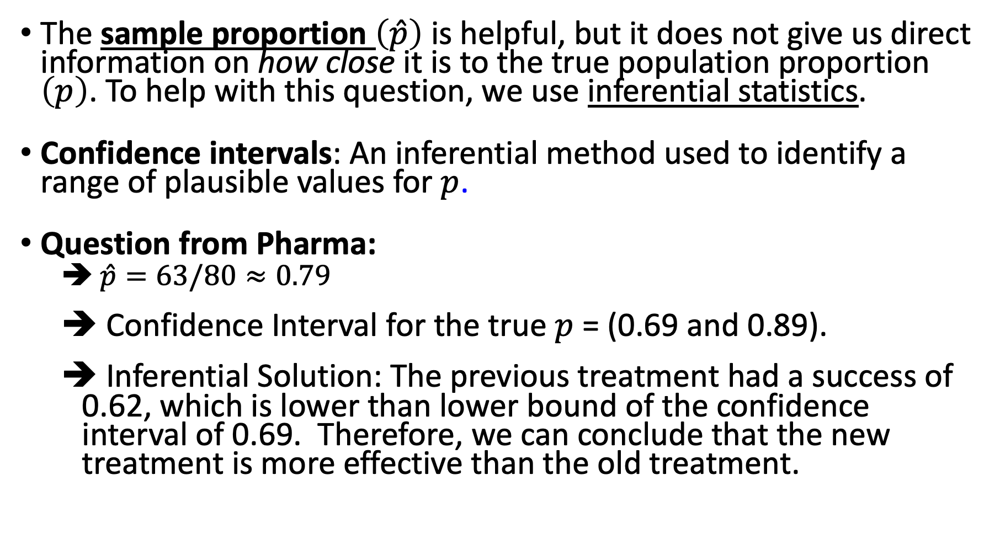 • The sample proportion (p̂) is helpful, but it does not give us direct
information on how close it is to the true population proportion
(p). To help with this question, we use inferential statistics.
• Confidence intervals: An inferential method used to identify a
range of plausible values for p.
• Question from Pharma:
➔ p̂ = 63/80 ≈ 0.79
➔ Confidence Interval for the true p = (0.69 and 0.89).
➔ Inferential Solution: The previous treatment had a success of
0.62, which is lower than lower bound of the confidence
interval of 0.69.  Therefore, we can conclude that the new
treatment is more effective than the old treatment.